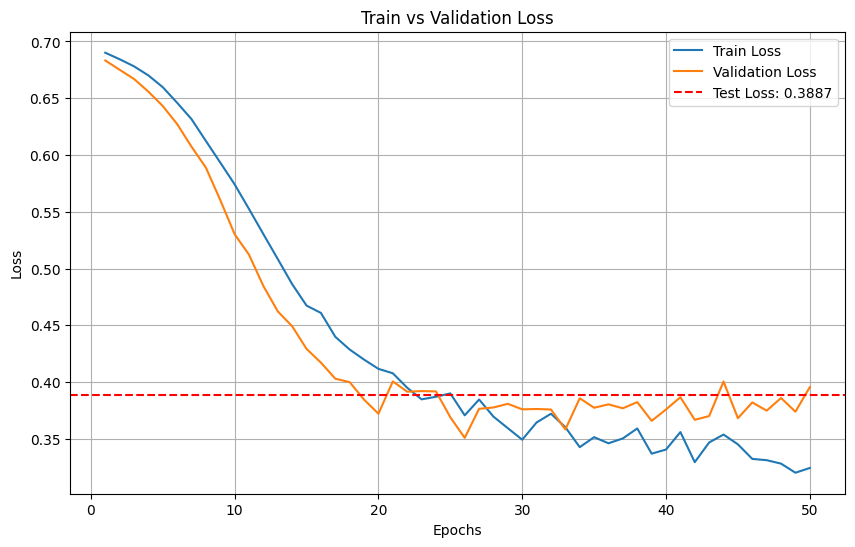 Train vs Validation Loss
Train Loss
Validation Loss
Test Loss: 0.3887
0.70
0.65
0.60
0.55
0.50
0.45
0.40
0.35
Loss
0 10 20 30 40 50
Epochs